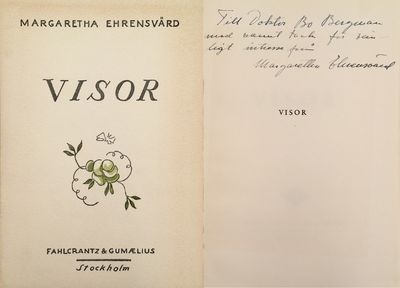 MARGARETHA EHRENSVÄRD
VISOR
FAHLCRANTZ & GUMÆLIUS
Stockholm
Till Doktor Bo Bergman
med varmt tack för vän-
ligt intresse från
Margaretha Ehrensvärd
VISOR